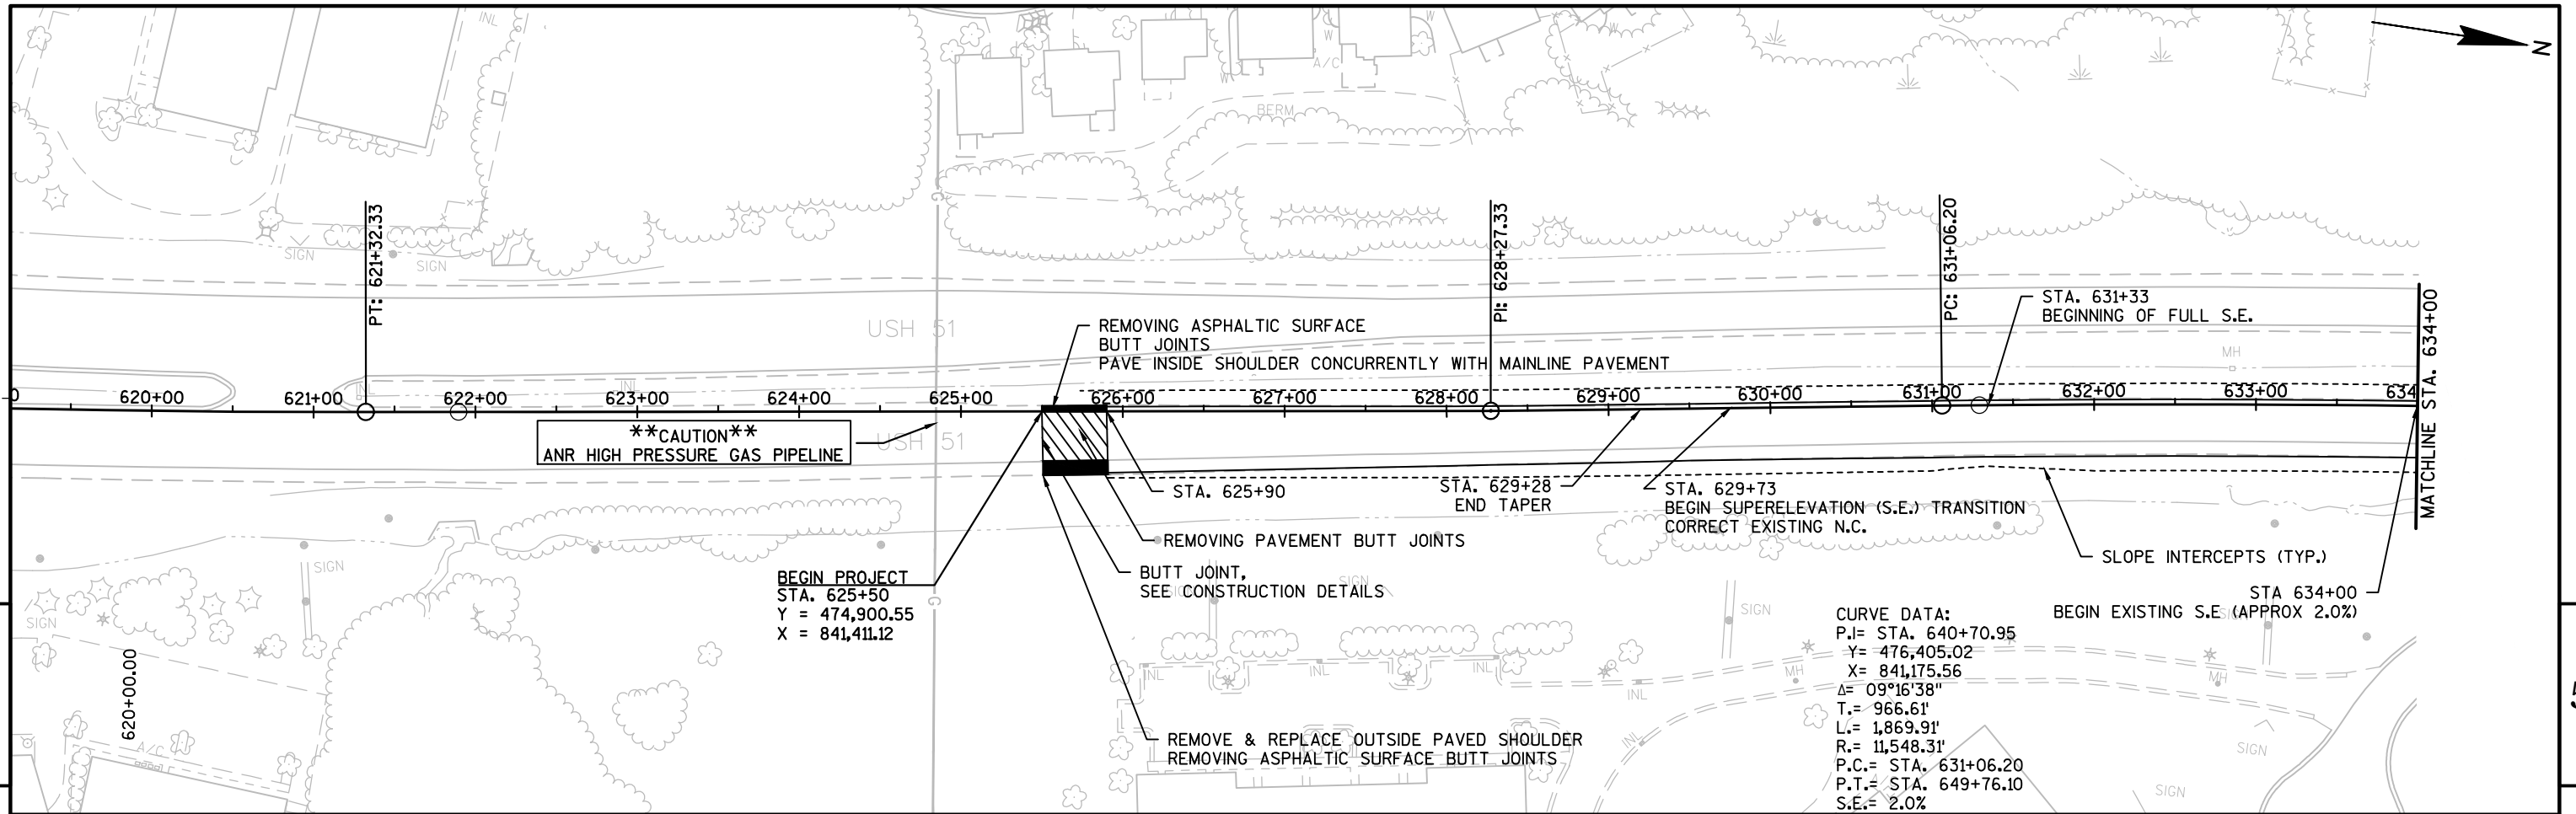 INL
W
W
W
A/C
W
N
BERM
G
PT: 621+32.33
PI: 628+27.33
PC: 631+06.20
SIGN
SIGN
USH 51
REMOVING ASPHALTIC SURFACE
BUTT JOINTS
PAVE INSIDE SHOULDER CONCURRENTLY WITH MAINLINE PAVEMENT
STA. 631+33
BEGINNING OF FULL S.E.
MATCHLINE STA. 634+00
MH
INL
INL
0
620+00
621+00
622+00
623+00
624+00
625+00
626+00
627+00
628+00
629+00
630+00
631+00
632+00
633+00
634
**CAUTION**
ANR HIGH PRESSURE GAS PIPELINE
USH 51
STA. 625+90
STA. 629+28
END TAPER
STA. 629+73
BEGIN SUPERELEVATION (S.E.) TRANSITION
CORRECT EXISTING N.C.
REMOVING PAVEMENT BUTT JOINTS
SLOPE INTERCEPTS (TYP.)
BUTT JOINT,
SEE CONSTRUCTION DETAILS
SIGN
SIGN
SIGN
BEGIN PROJECT
STA. 625+50
Y = 474,900.55
X = 841,411.12
G
STA 634+00
BEGIN EXISTING S.E (APPROX 2.0%)
SIGN
SIGN
SIGN
CURVE DATA:
P.I= STA. 640+70.95
Y= 476,405.02
X= 841,175.56
Δ= 09°16'38"
T.= 966.61'
L.= 1,869.91'
R.= 11,548.31'
P.C.= STA. 631+06.20
P.T.= STA. 649+76.10
S.E.= 2.0%
620+00.00
INL
INL
INL
INL
MH
MH
INL
A/C
REMOVE & REPLACE OUTSIDE PAVED SHOULDER
REMOVING ASPHALTIC SURFACE BUTT JOINTS
SIGN
SIGN